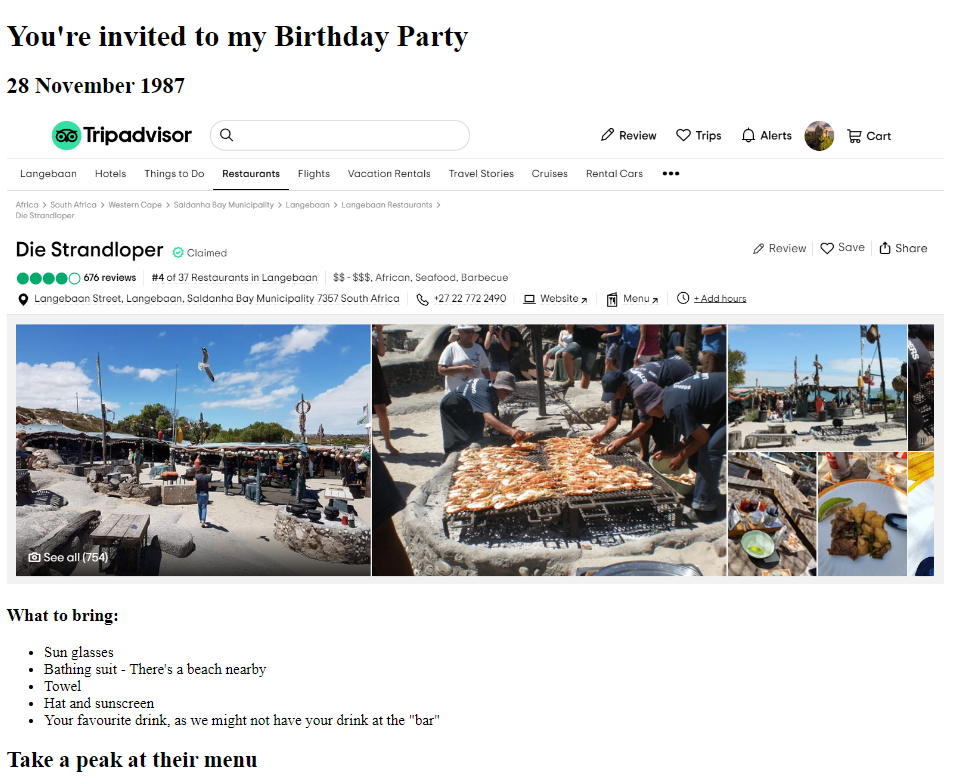 You're invited to my Birthday Party
28 November 1987
Tripadvisor
Review Trips Alerts Cart
Langebaan Hotels Things to Do Restaurants Flights Vacation Rentals Travel Stories Cruises Rental Cars •••
Africa > South Africa > Western Cape > Saldanha Bay Municipality > Langebaan > Langebaan Restaurants >
Die Strandloper
Die Strandloper Claimed Review Save Share
676 reviews #4 of 37 Restaurants in Langebaan $$ - $$$, African, Seafood, Barbecue
Langebaan Street, Langebaan, Saldanha Bay Municipality 7357 South Africa +27 22 772 2490 Website Menu + Add hours
See all (754)
What to bring:
• Sun glasses
• Bathing suit - There's a beach nearby
• Towel
• Hat and sunscreen
• Your favourite drink, as we might not have your drink at the "bar"
Take a peak at their menu